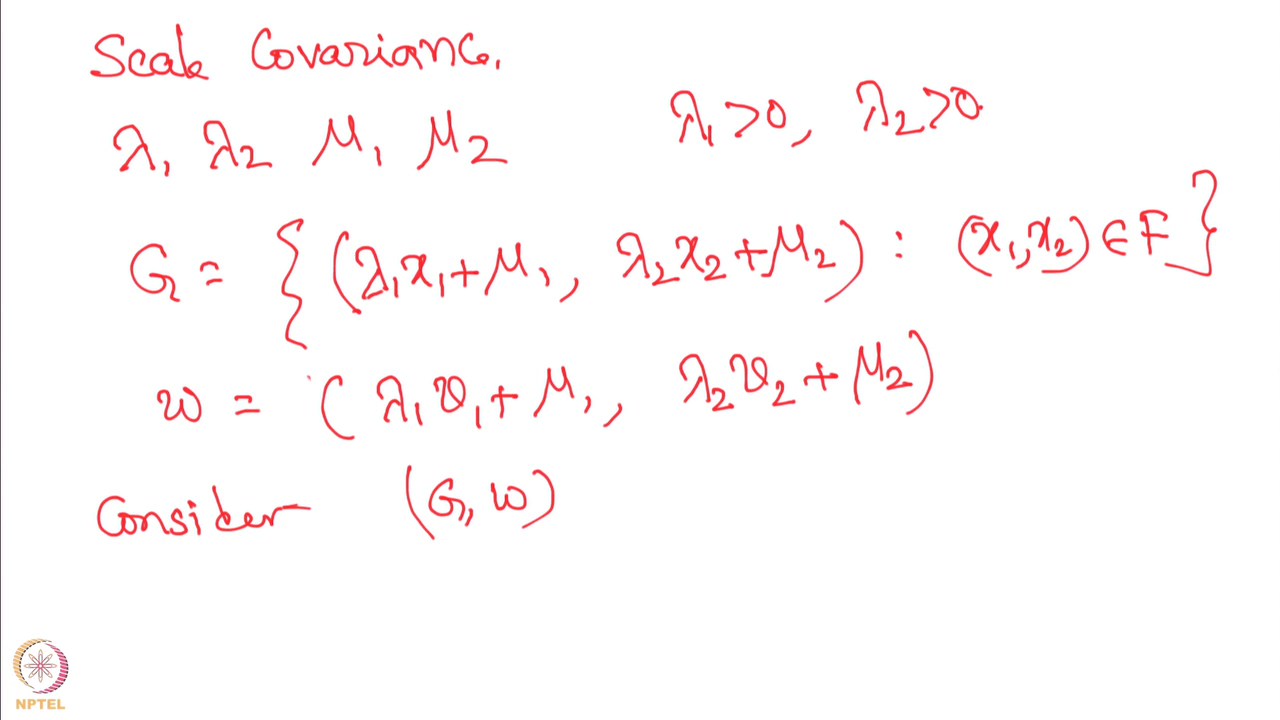 Scale Covariance.
λ₁ λ₂ μ₁ μ₂ λ₁>0, λ₂>0
G = { (λ₁x₁+μ₁, λ₂x₂+μ₂) : (x₁,x₂)∈F }
w = ( λ₁v₁+μ₁, λ₂v₂+μ₂)
Consider (G, w)
NPTEL